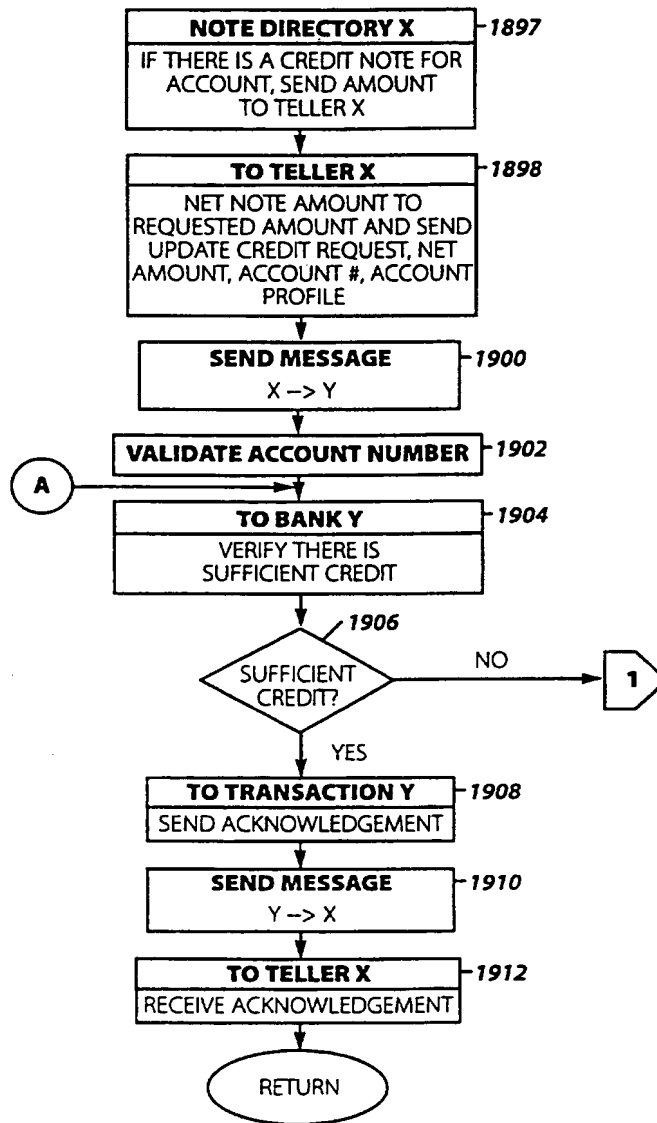 NOTE DIRECTORY X
1897
IF THERE IS A CREDIT NOTE FOR
ACCOUNT, SEND AMOUNT
TO TELLER X
TO TELLER X
1898
NET NOTE AMOUNT TO
REQUESTED AMOUNT AND SEND
UPDATE CREDIT REQUEST, NET
AMOUNT, ACCOUNT #, ACCOUNT
PROFILE
SEND MESSAGE
1900
X --> Y
VALIDATE ACCOUNT NUMBER
1902
A
TO BANK Y
1904
VERIFY THERE IS
SUFFICIENT CREDIT
1906
SUFFICIENT
CREDIT?
NO
1
YES
TO TRANSACTION Y
1908
SEND ACKNOWLEDGEMENT
SEND MESSAGE
1910
Y --> X
TO TELLER X
1912
RECEIVE ACKNOWLEDGEMENT
RETURN